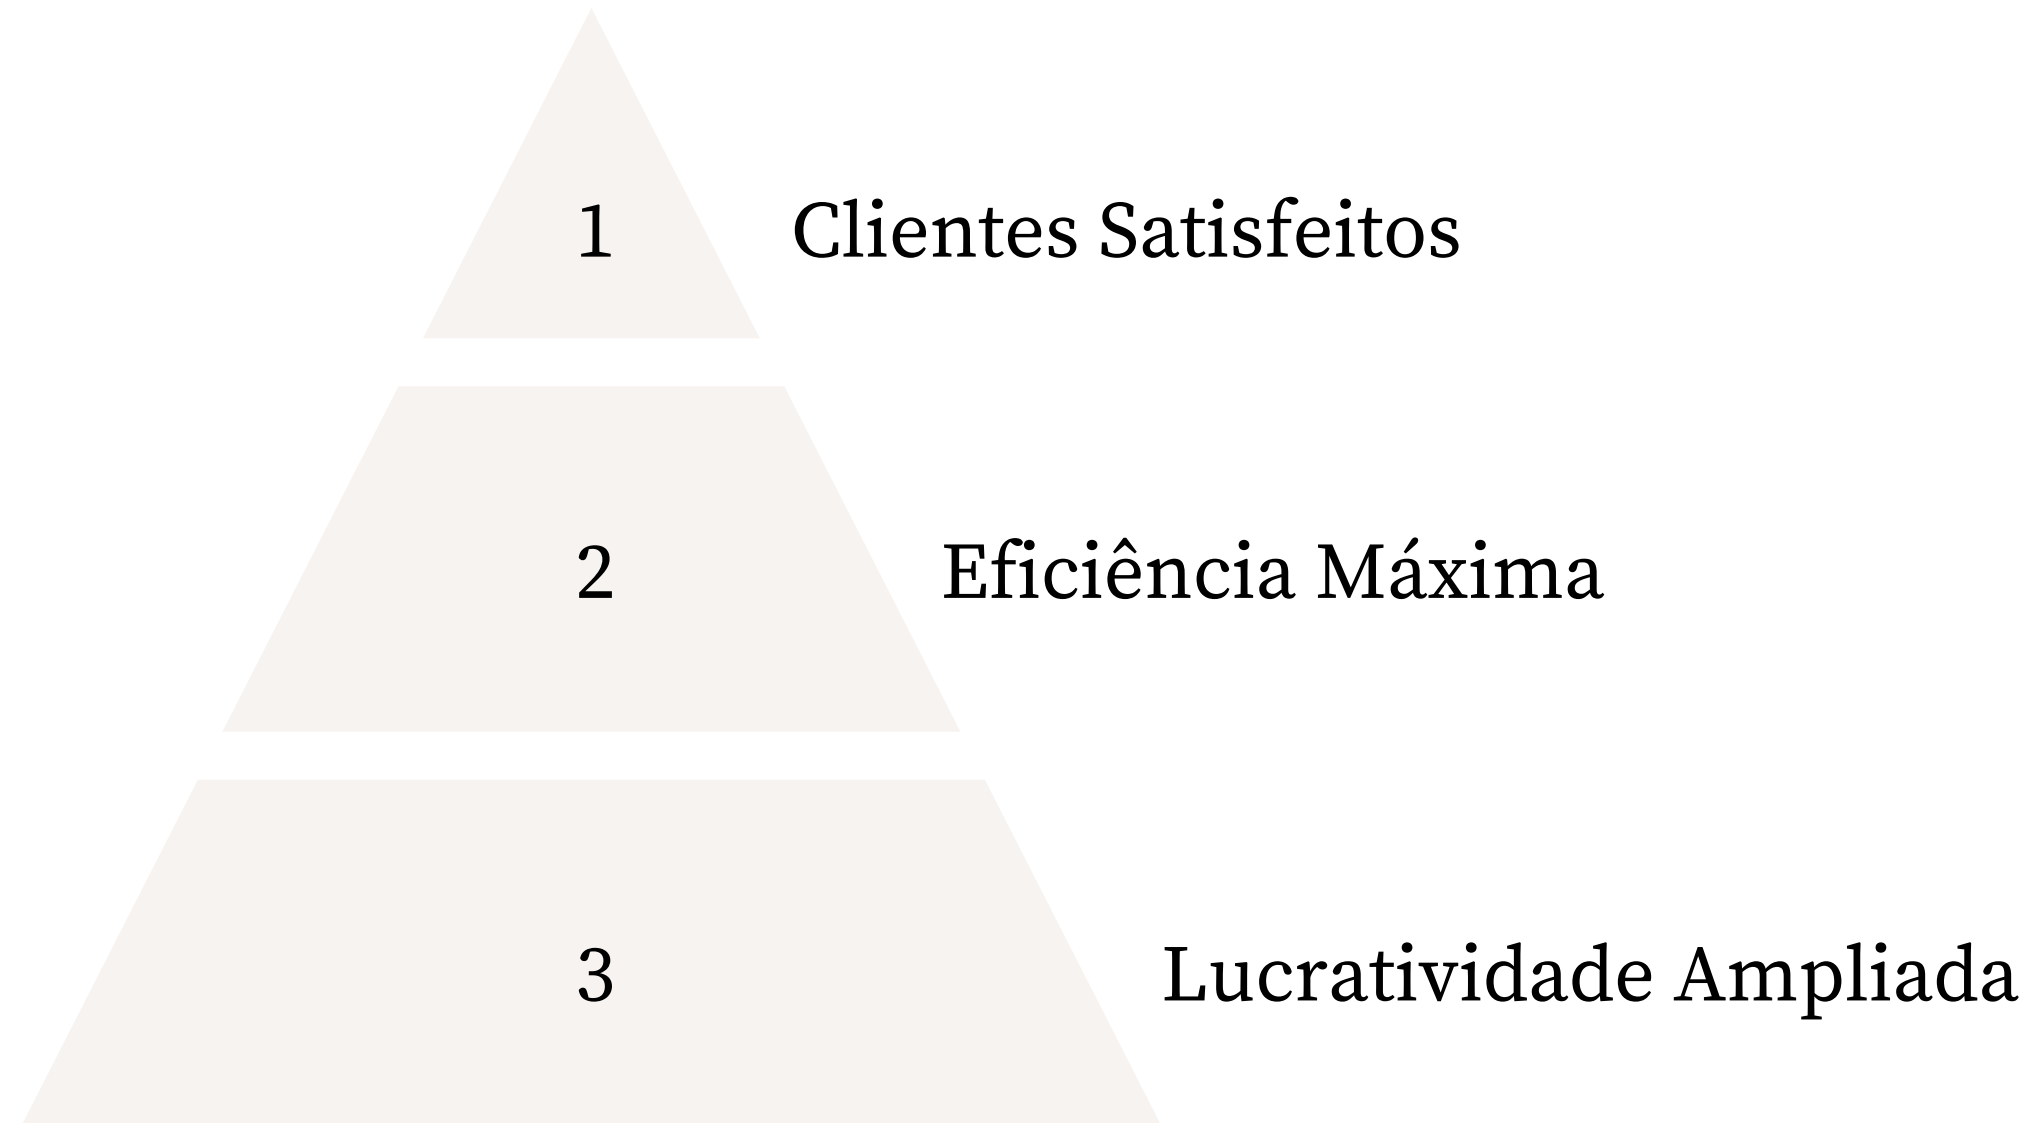 1 Clientes Satisfeitos
2 Eficiência Máxima
3 Lucratividade Ampliada